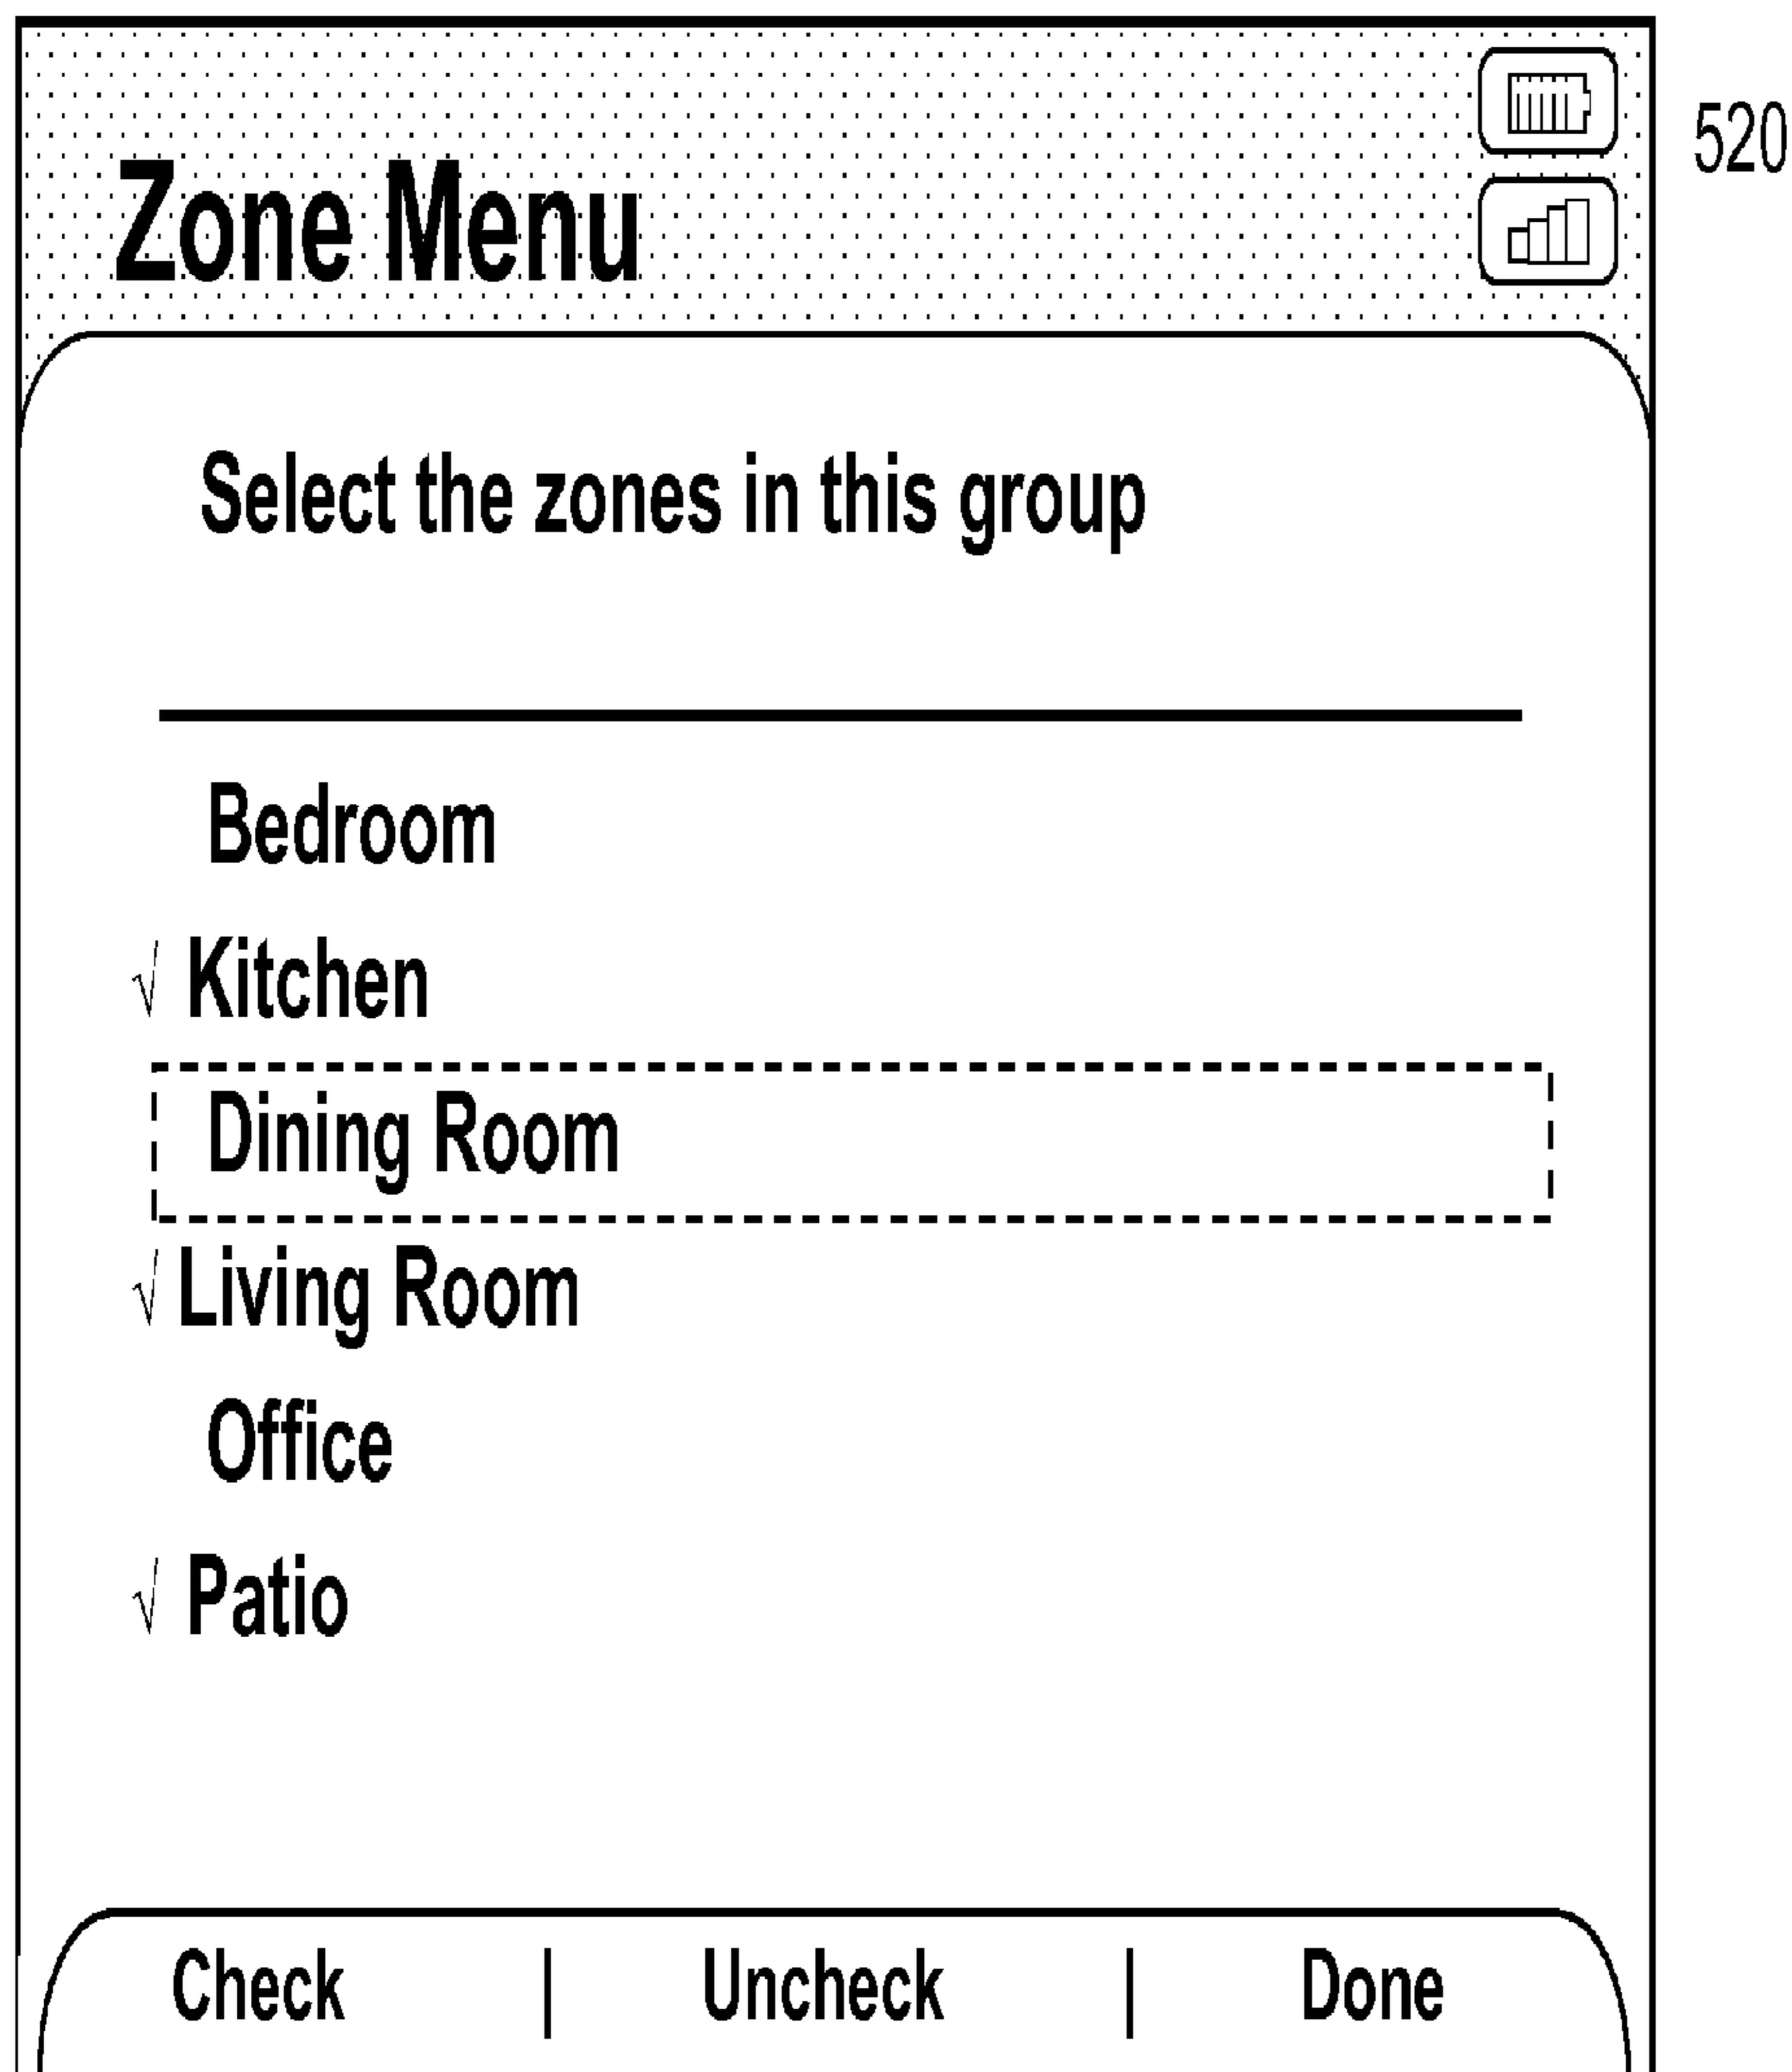 520
Zone Menu
Select the zones in this group
Bedroom
√ Kitchen
Dining Room
√ Living Room
Office
√ Patio
Check | Uncheck | Done